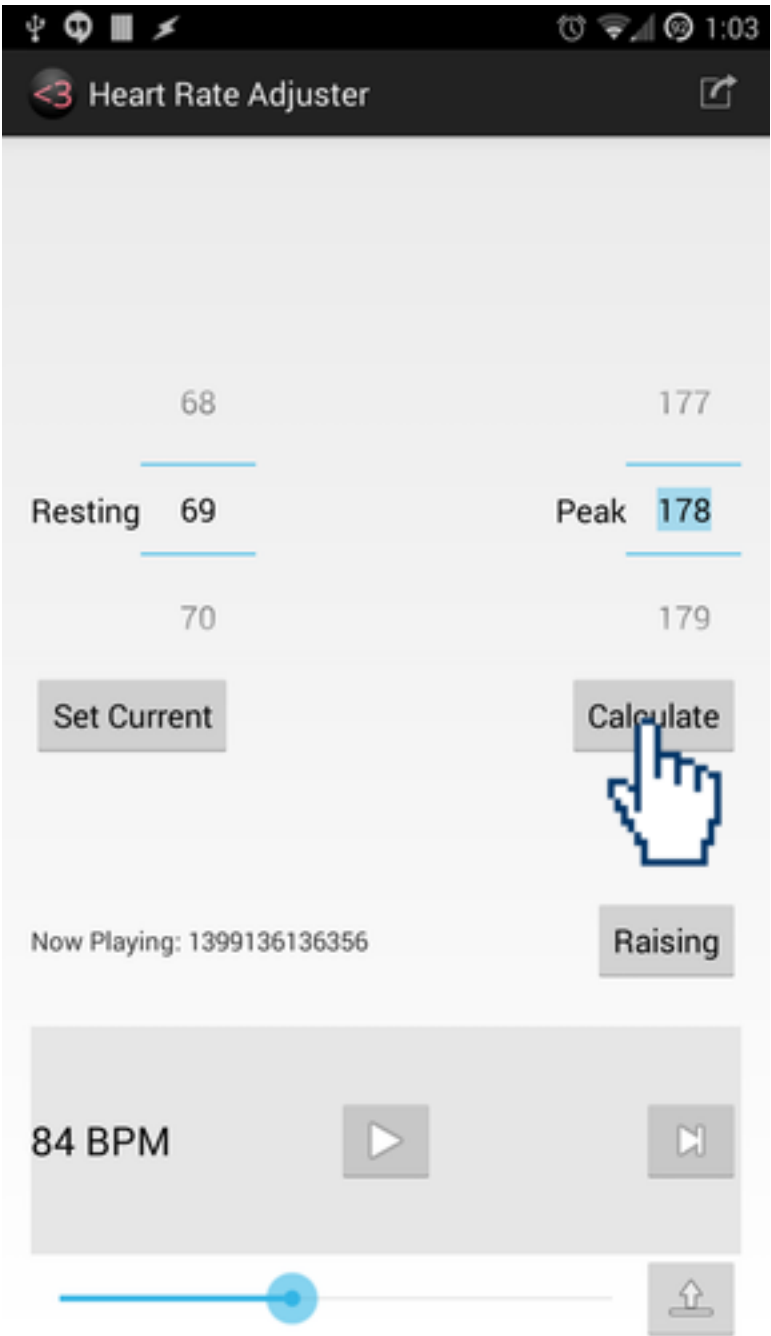 92 1:03
<3 Heart Rate Adjuster
68 177
Resting 69 Peak 178
70 179
Set Current Calculate
Now Playing: 1399136136356 Raising
84 BPM